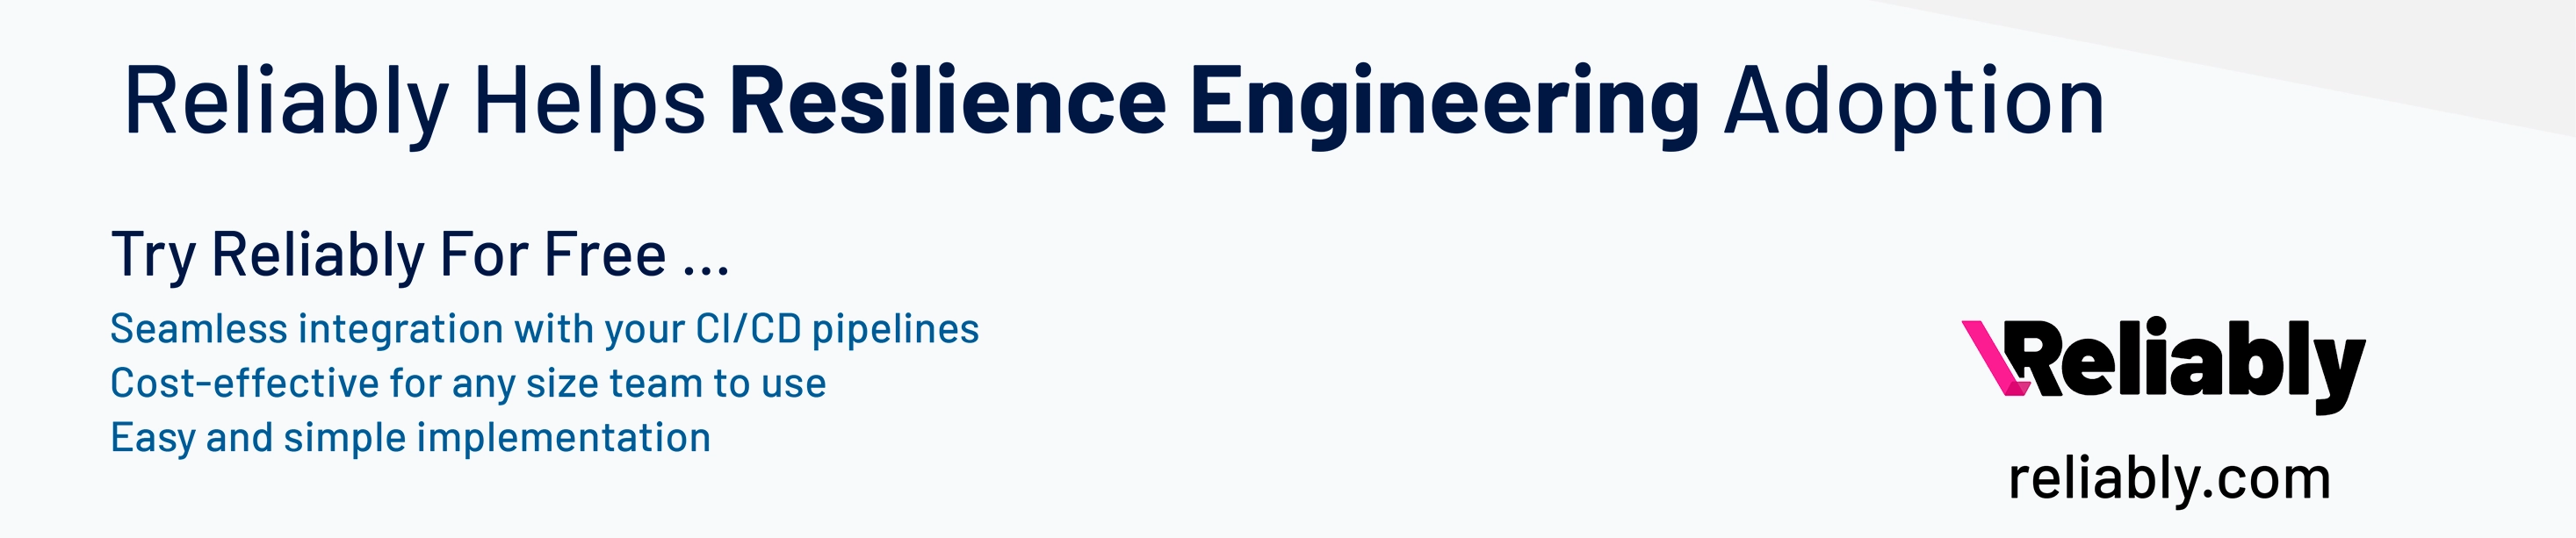 Reliably Helps Resilience Engineering Adoption
Try Reliably For Free ...
Seamless integration with your CI/CD pipelines
Cost-effective for any size team to use
Easy and simple implementation
Reliably
reliably.com